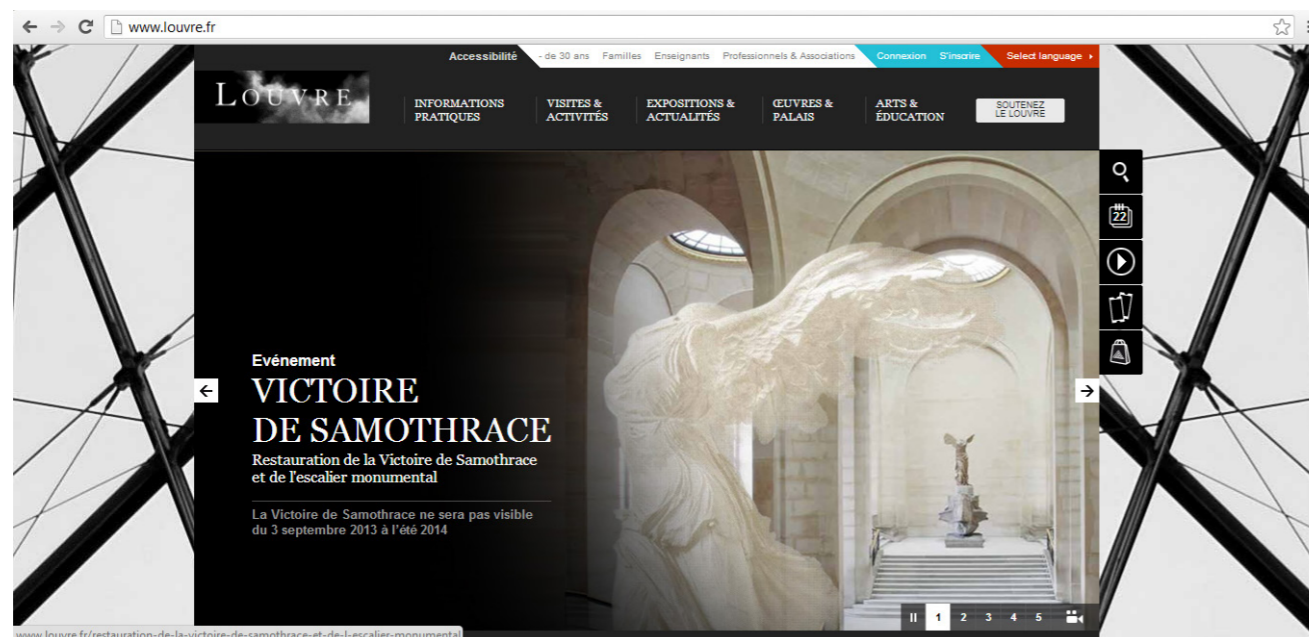 www.louvre.fr
Accessibilité - de 30 ans Familles Enseignants Professionnels & Associations Connexion S'inscrire Select language
LOUVRE
INFORMATIONS
PRATIQUES
VISITES &
ACTIVITÉS
EXPOSITIONS &
ACTUALITÉS
ŒUVRES &
PALAIS
ARTS &
ÉDUCATION
SOUTENEZ
LE LOUVRE
22
Evénement
VICTOIRE
DE SAMOTHRACE
Restauration de la Victoire de Samothrace
et de l'escalier monumental
La Victoire de Samothrace ne sera pas visible
du 3 septembre 2013 à l'été 2014
1 2 3 4 5
www.louvre.fr/restauration-de-la-victoire-de-samothrace-et-de-l-escalier-monumental